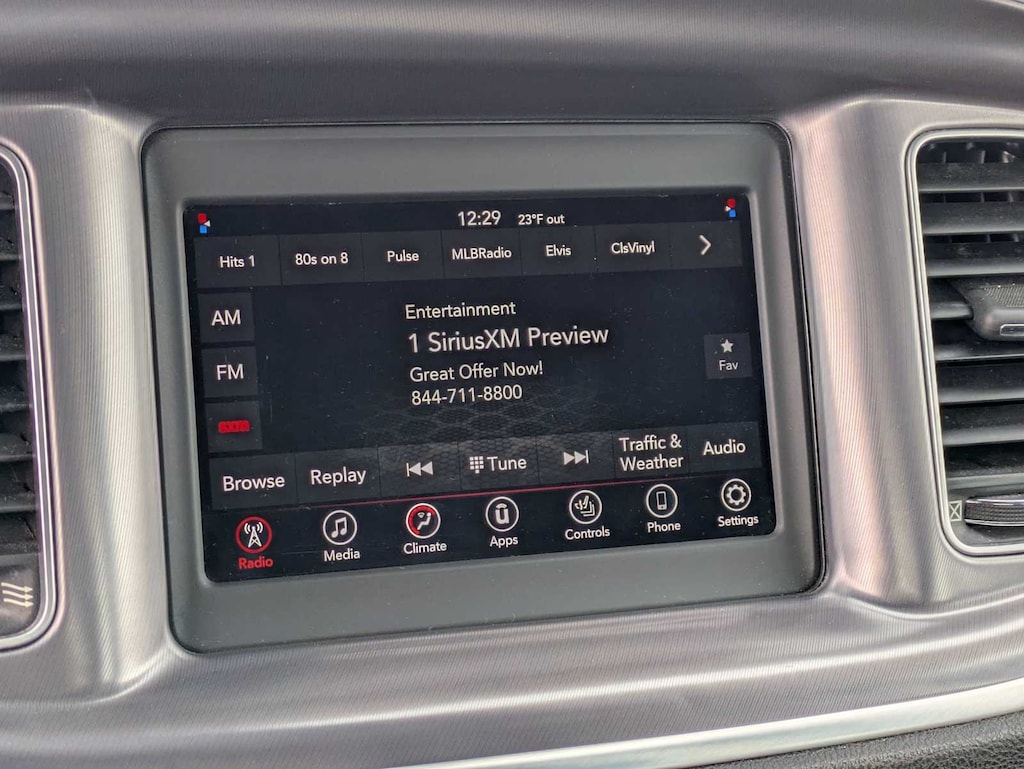 12:29 23°F out
Hits 1 80s on 8 Pulse MLBRadio Elvis ClsVinyl
AM
FM
sxm
Entertainment
1 SiriusXM Preview
Great Offer Now!
844-711-8800
Fav
Browse Replay Tune Traffic &
Weather Audio
Radio Media Climate Apps Controls Phone Settings